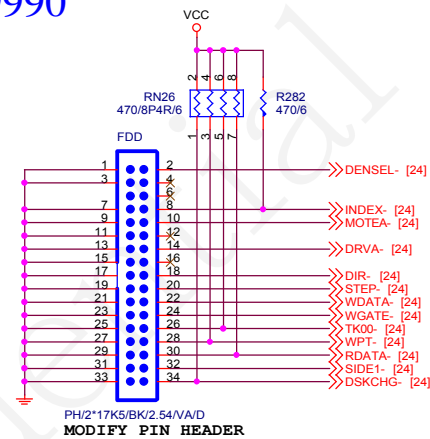 990
VCC
2 4 6 8
RN26
470/8P4R/6
R282
470/6
1 3 5 7
FDD
1 2 DENSEL- [24]
3 4
6
7 8 INDEX- [24]
9 10 MOTEA- [24]
11 12
13 14 DRVA- [24]
15 16
17 18 DIR- [24]
19 20 STEP- [24]
21 22 WDATA- [24]
23 24 WGATE- [24]
25 26 TK00- [24]
27 28 WPT- [24]
29 30 RDATA- [24]
31 32 SIDE1- [24]
33 34 DSKCHG- [24]
PH/2*17K5/BK/2.54/VA/D
MODIFY PIN HEADER